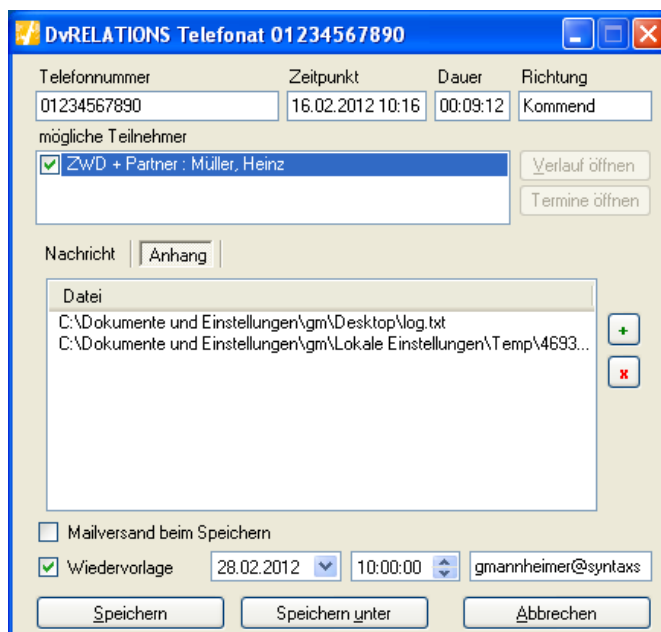 DvRELATIONS Telefonat 01234567890
Telefonnummer Zeitpunkt Dauer Richtung
01234567890 16.02.2012 10:16 00:09:12 Kommend
mögliche Teilnehmer
ZWD + Partner : Müller, Heinz
Verlauf öffnen
Termine öffnen
Nachricht Anhang
Datei
C:\Dokumente und Einstellungen\gm\Desktop\log.txt
C:\Dokumente und Einstellungen\gm\Lokale Einstellungen\Temp\4693...
Mailversand beim Speichern
Wiedervorlage 28.02.2012 10:00:00 gmannheimer@syntaxs
Speichern Speichern unter Abbrechen